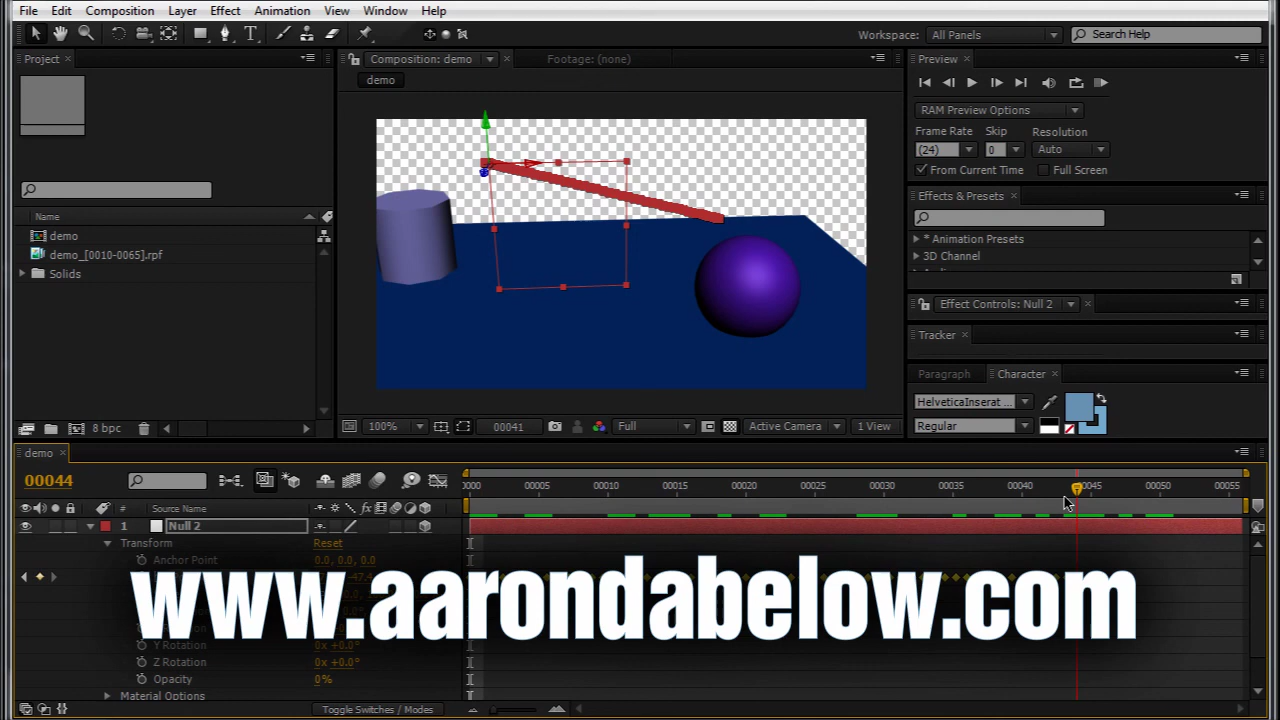 File Edit Composition Layer Effect Animation View Window Help
Workspace: All Panels Search Help
Project
Composition: demo Footage: (none)
demo
Preview
RAM Preview Options
Frame Rate Skip Resolution
(24) 0 Auto
From Current Time Full Screen
Effects & Presets
* Animation Presets
3D Channel
Name
demo
demo_[0010-0065].rpf
Solids
Effect Controls: Null 2
Tracker
Paragraph Character
HelveticaInserat ...
Regular
8 bpc
100% 00041 Full Active Camera 1 View
demo
00044
0000 00005 00010 00015 00020 00025 00030 00035 00040 00045 00050 00055
# Source Name fx
1 Null 2
Transform Reset
Anchor Point 0.0, 0.0, 0.0
www.aarondabelow.com
Y Rotation 0x +0.0°
Z Rotation 0x +0.0°
Opacity 0%
Material Options
Toggle Switches / Modes